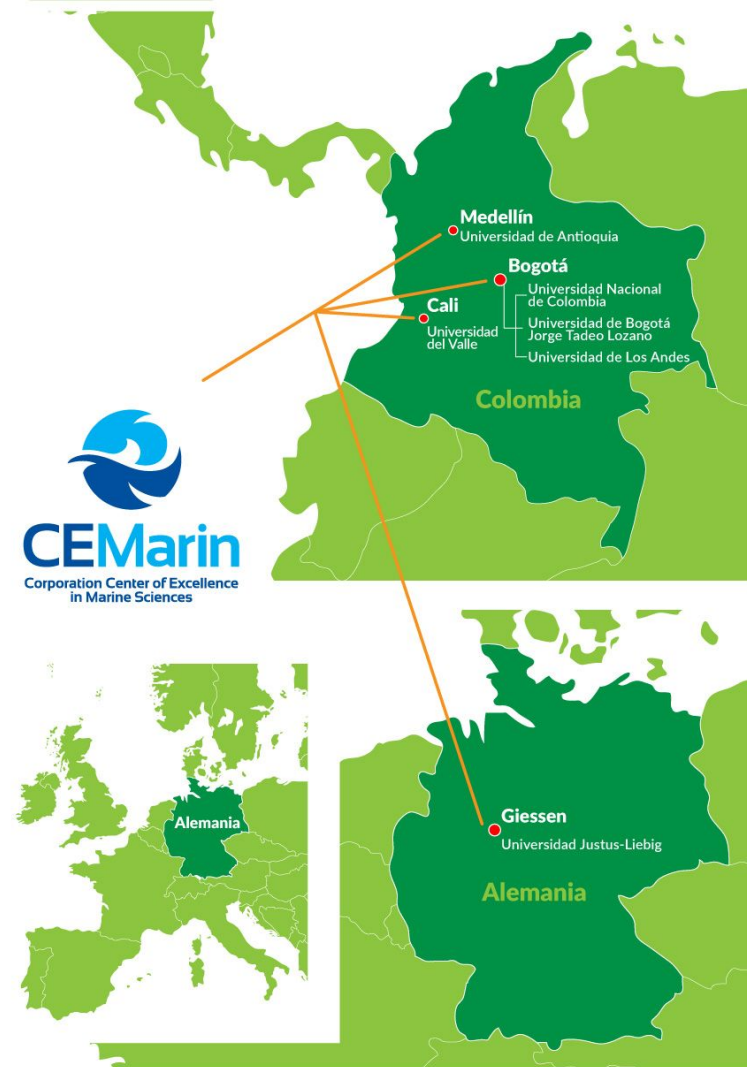 Medellín
Universidad de Antioquia
Bogotá
Universidad Nacional
de Colombia
Universidad de Bogotá
Jorge Tadeo Lozano
Universidad de Los Andes
Cali
Universidad
del Valle
Colombia
CEMarin
Corporation Center of Excellence
in Marine Sciences
Alemania
Giessen
Universidad Justus-Liebig
Alemania